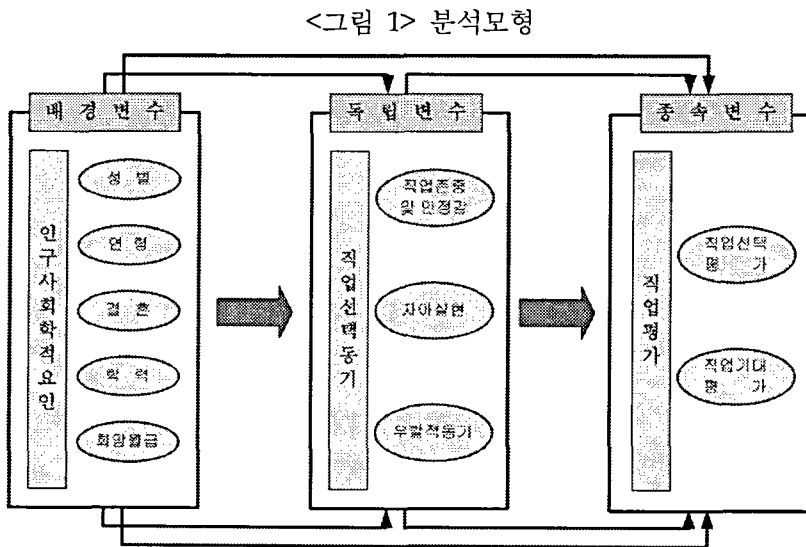 <그림 1> 분석모형
배 경 변 수
인구사회학적요인
성 별
연 령
결 혼
학 력
희망월급
독 립 변 수
직업선택동기
직업존중
및 안정감
자아실현
우발적동기
종 속 변 수
직업평가
직업선택
평 가
직업기대
평 가